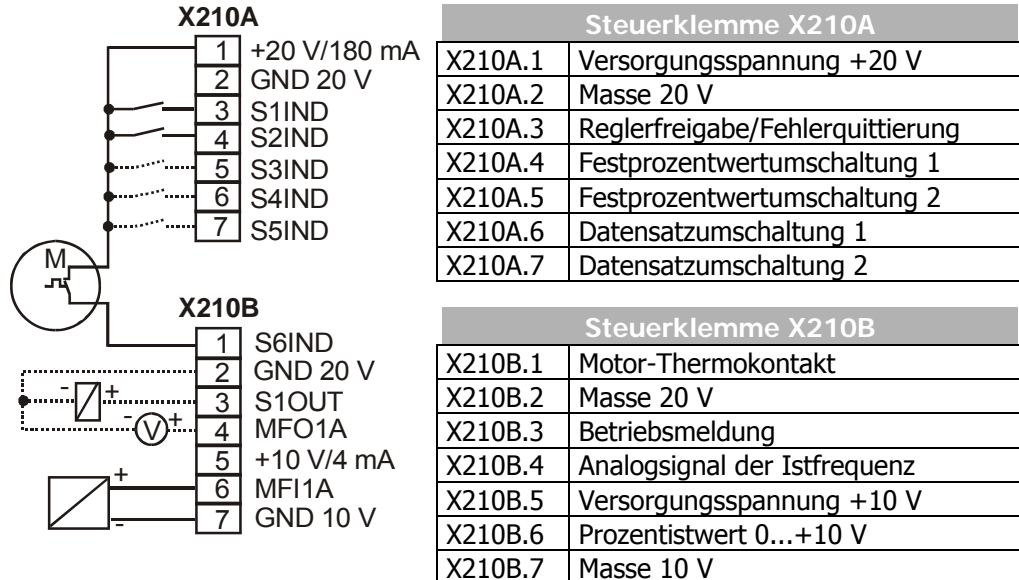 X210A
1 +20 V/180 mA
2 GND 20 V
3 S1IND
4 S2IND
5 S3IND
6 S4IND
7 S5IND
M
X210B
1 S6IND
2 GND 20 V
- + 3 S1OUT
- V + 4 MFO1A
5 +10 V/4 mA
+ 6 MFI1A
- 7 GND 10 V
Steuerklemme X210A
X210A.1 Versorgungsspannung +20 V
X210A.2 Masse 20 V
X210A.3 Reglerfreigabe/Fehlerquittierung
X210A.4 Festprozentwertumschaltung 1
X210A.5 Festprozentwertumschaltung 2
X210A.6 Datensatzumschaltung 1
X210A.7 Datensatzumschaltung 2
Steuerklemme X210B
X210B.1 Motor-Thermokontakt
X210B.2 Masse 20 V
X210B.3 Betriebsmeldung
X210B.4 Analogsignal der Istfrequenz
X210B.5 Versorgungsspannung +10 V
X210B.6 Prozentistwert 0...+10 V
X210B.7 Masse 10 V